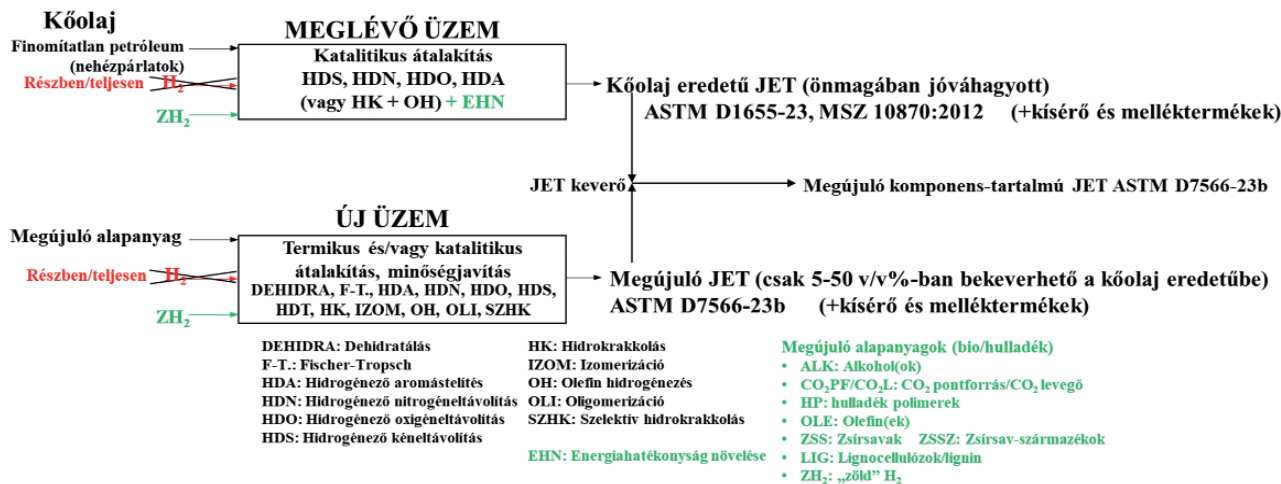 Kőolaj
Finomítatlan petróleum
(nehézpárlatok)
Részben/teljesen H₂
ZH₂
MEGLÉVŐ ÜZEM
Katalitikus átalakítás
HDS, HDN, HDO, HDA
(vagy HK + OH) + EHN
Kőolaj eredetű JET (önmagában jóváhagyott)
ASTM D1655-23, MSZ 10870:2012 (+kísérő és melléktermékek)
JET keverő
Megújuló komponens-tartalmú JET ASTM D7566-23b
ÚJ ÜZEM
Megújuló alapanyag
Részben/teljesen H₂
ZH₂
Termikus és/vagy katalitikus
átalakítás, minőségjavítás
DEHIDRA, F-T., HDA, HDN, HDO, HDS,
HDT, HK, IZOM, OH, OLI, SZHK
Megújuló JET (csak 5-50 v/v%-ban bekeverhető a kőolaj eredetűbe)
ASTM D7566-23b (+kísérő és melléktermékek)
DEHIDRA: Dehidratálás
F-T.: Fischer-Tropsch
HDA: Hidrogénező aromástelítés
HDN: Hidrogénező nitrogéneltávolítás
HDO: Hidrogénező oxigéneltávolítás
HDS: Hidrogénező kéneltávolítás
HK: Hidrokrakkolás
IZOM: Izomerizáció
OH: Olefin hidrogénezés
OLI: Oligomerizáció
SZHK: Szelektív hidrokrakkolás
EHN: Energiahatékonyság növelése
Megújuló alapanyagok (bio/hulladék)
• ALK: Alkohol(ok)
• CO₂PF/CO₂L: CO₂ pontforrás/CO₂ levegő
• HP: hulladék polimerek
• OLE: Olefin(ek)
• ZSS: Zsírsavak ZSSZ: Zsírsav-származékok
• LIG: Lignocellulózok/lignin
• ZH₂: „zöld” H₂